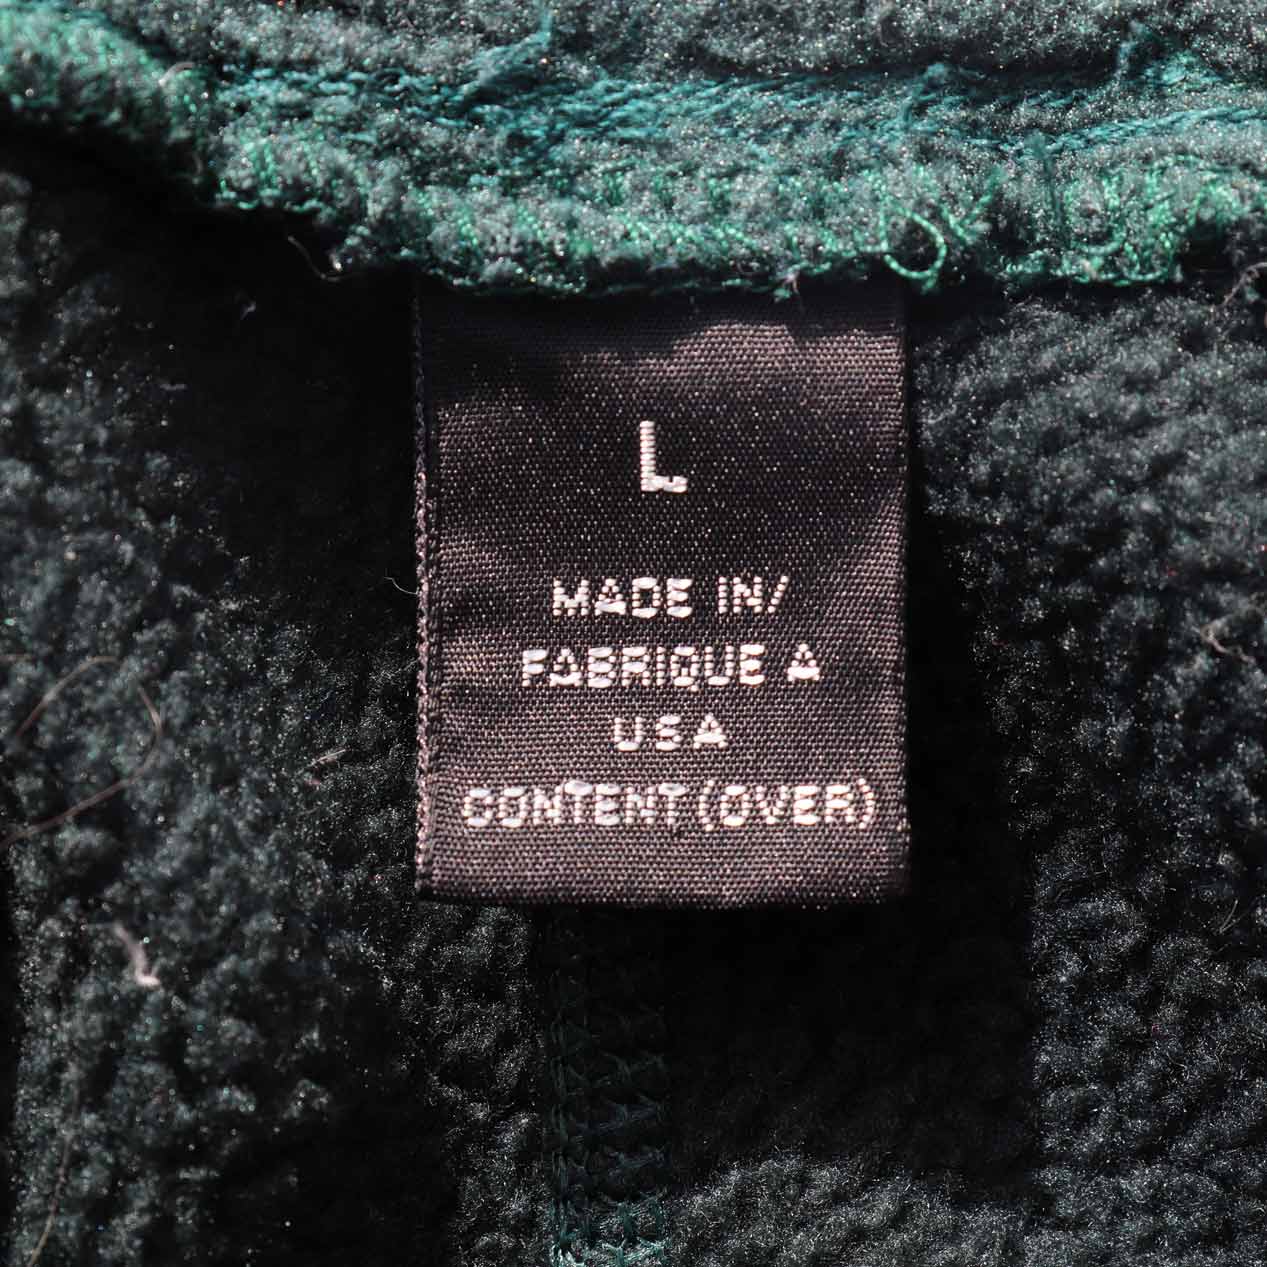 L
MADE IN/
FABRIQUE A
USA
CONTENT (OVER)